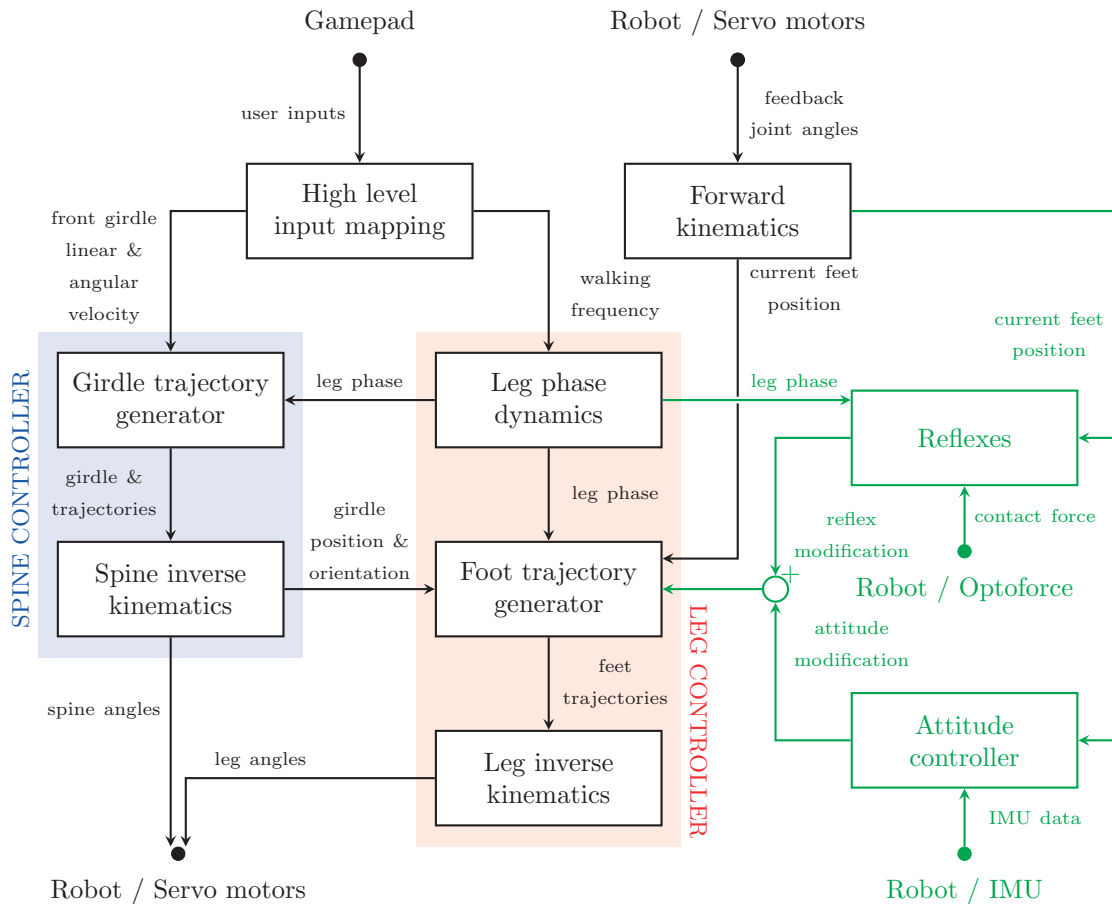 Gamepad
Robot / Servo motors
user inputs
feedback
joint angles
High level
input mapping
Forward
kinematics
front girdle
linear &
angular
velocity
walking
frequency
current feet
position
current feet
position
SPINE CONTROLLER
Girdle trajectory
generator
leg phase
Leg phase
dynamics
leg phase
Reflexes
girdle &
trajectories
leg phase
girdle
position &
orientation
contact force
reflex
modification
Robot / Optoforce
Spine inverse
kinematics
Foot trajectory
generator
+
attitude
modification
LEG CONTROLLER
feet
trajectories
spine angles
leg angles
Leg inverse
kinematics
Attitude
controller
IMU data
Robot / Servo motors
Robot / IMU